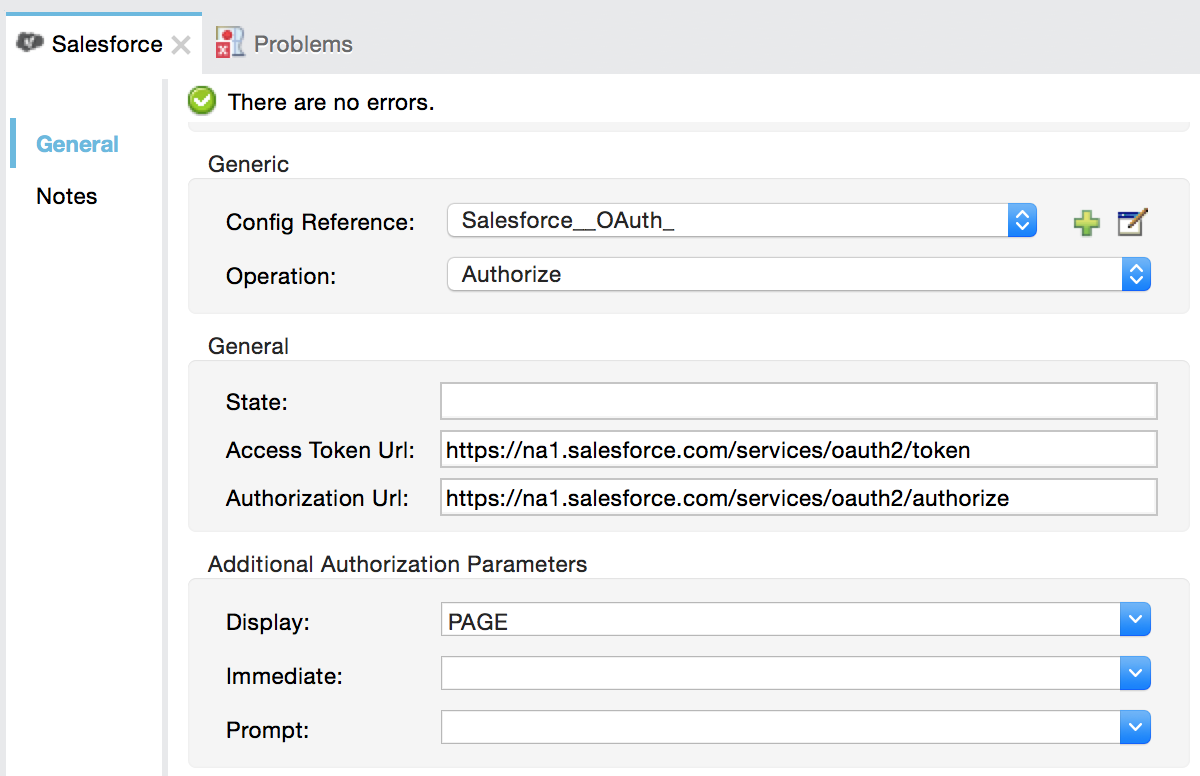 Salesforce
Problems
There are no errors.
General
Notes
Generic
Config Reference: Salesforce__OAuth_
Operation: Authorize
General
State:
Access Token Url: https://na1.salesforce.com/services/oauth2/token
Authorization Url: https://na1.salesforce.com/services/oauth2/authorize
Additional Authorization Parameters
Display: PAGE
Immediate:
Prompt: